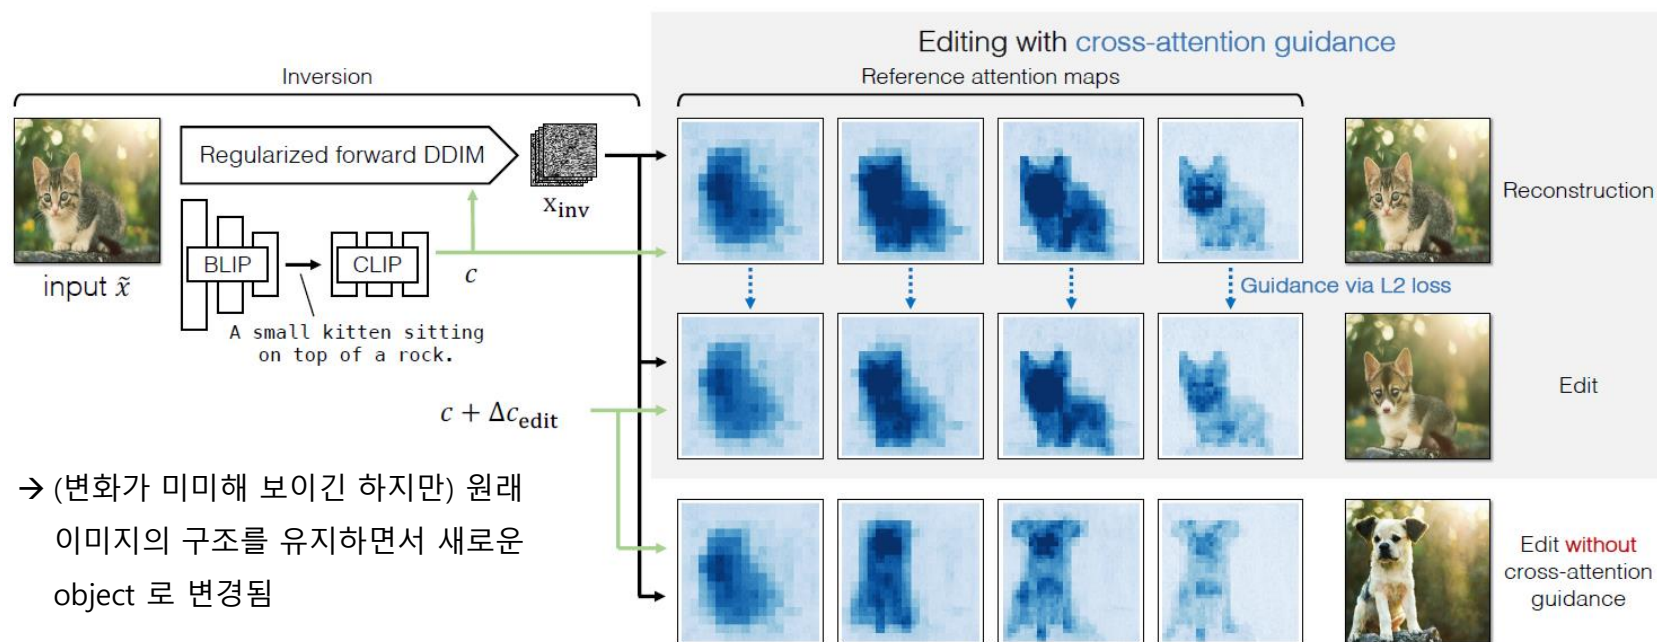 Editing with cross-attention guidance
Inversion
Reference attention maps
Regularized forward DDIM
x_inv
Reconstruction
BLIP
CLIP
c
input x̃
Guidance via L2 loss
A small kitten sitting
on top of a rock.
Edit
c + Δc_edit
→ (변화가 미미해 보이긴 하지만) 원래
이미지의 구조를 유지하면서 새로운
object 로 변경됨
Edit without
cross-attention
guidance